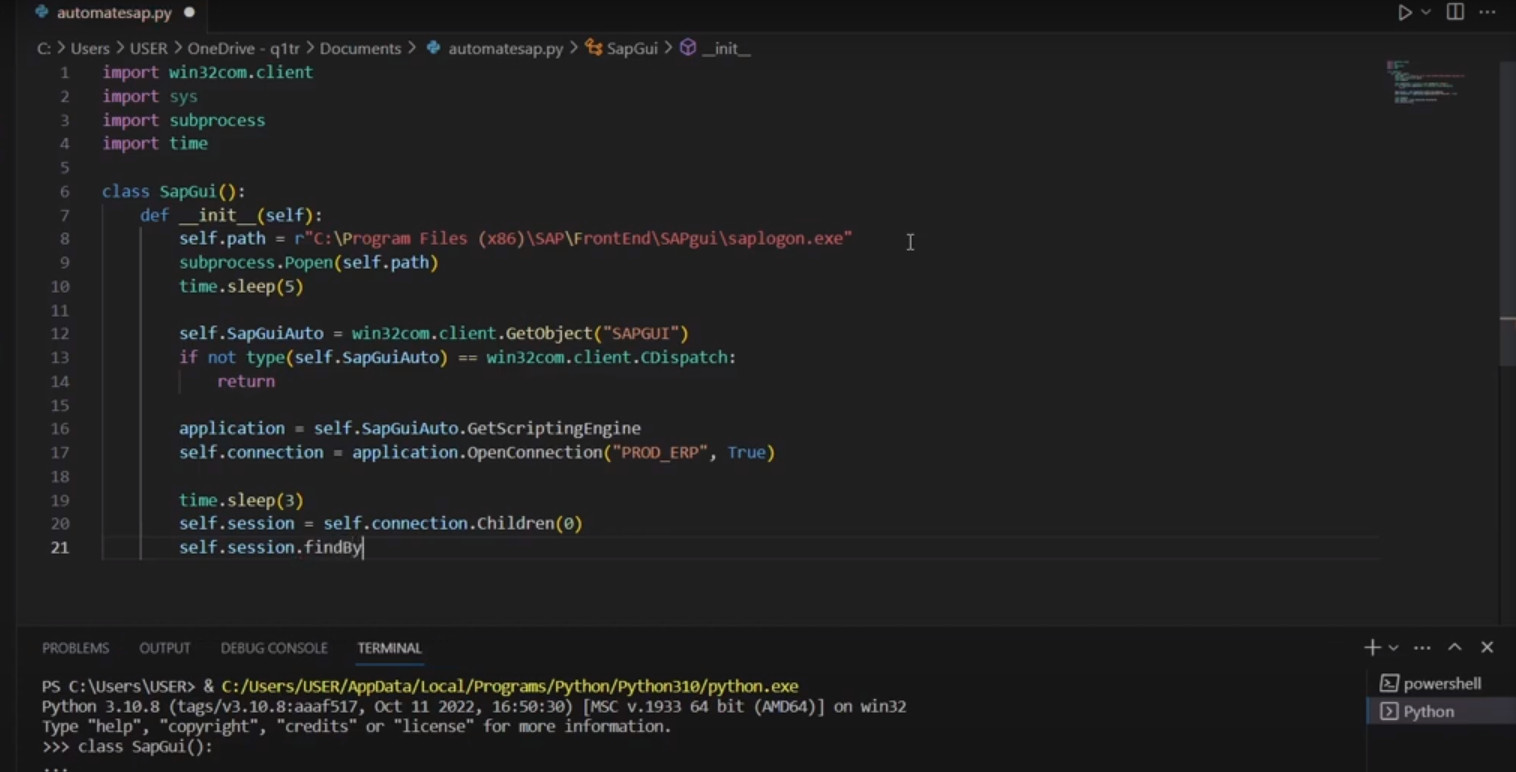 automatesap.py
C: > Users > USER > OneDrive - q1tr > Documents > automatesap.py > SapGui > __init__
1 import win32com.client
2 import sys
3 import subprocess
4 import time
5
6 class SapGui():
7 def __init__(self):
8 self.path = r"C:\Program Files (x86)\SAP\FrontEnd\SAPgui\saplogon.exe"
9 subprocess.Popen(self.path)
10 time.sleep(5)
11
12 self.SapGuiAuto = win32com.client.GetObject("SAPGUI")
13 if not type(self.SapGuiAuto) == win32com.client.CDispatch:
14 return
15
16 application = self.SapGuiAuto.GetScriptingEngine
17 self.connection = application.OpenConnection("PROD_ERP", True)
18
19 time.sleep(3)
20 self.session = self.connection.Children(0)
21 self.session.findBy
PROBLEMS OUTPUT DEBUG CONSOLE TERMINAL
PS C:\Users\USER> & C:/Users/USER/AppData/Local/Programs/Python/Python310/python.exe
Python 3.10.8 (tags/v3.10.8:aaaf517, Oct 11 2022, 16:50:30) [MSC v.1933 64 bit (AMD64)] on win32
Type "help", "copyright", "credits" or "license" for more information.
>>> class SapGui():
...
powershell
Python